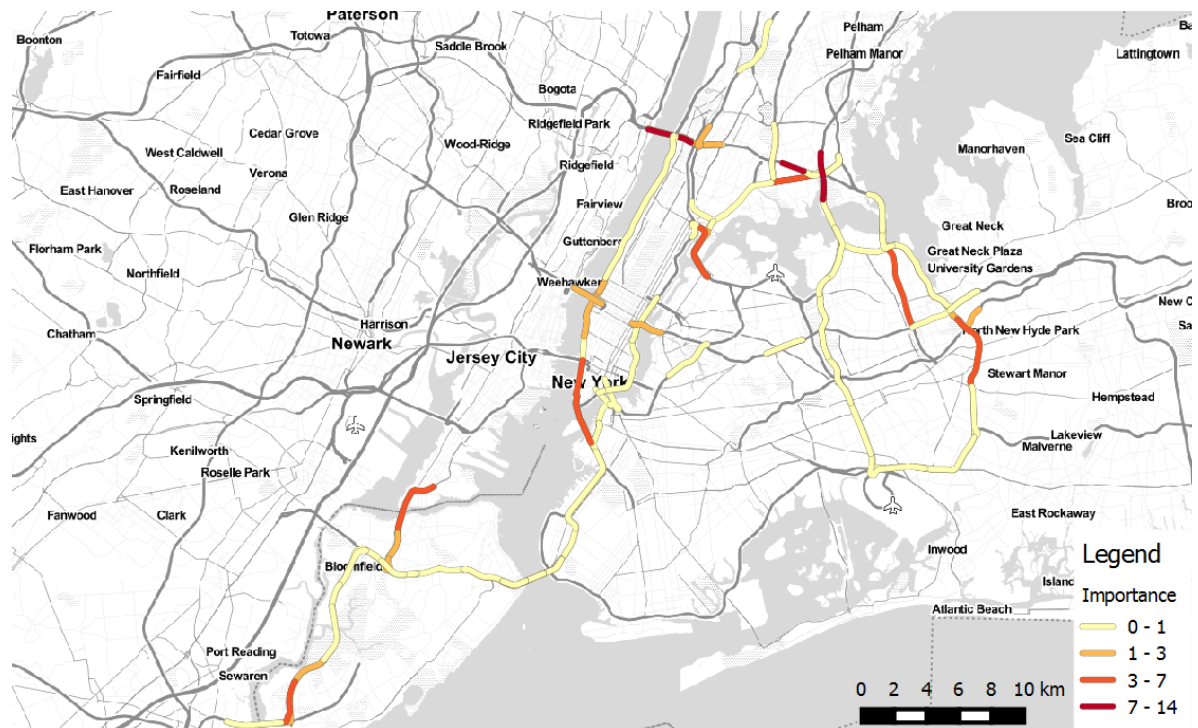 Paterson
Pelham
Ba
Boonton
Totowa
Saddle Brook
Pelham Manor
Lattingtown
Fairfield
Bogota
Cedar Grove
Ridgefield Park
Sea Cliff
West Caldwell
Wood-Ridge
Manorhaven
Verona
Ridgefield
East Hanover
Roseland
Fairview
Broo
Glen Ridge
Great Neck
Florham Park
Guttenberg
Great Neck Plaza
Northfield
University Gardens
Weehawken
New C
Chatham
Harrison
North New Hyde Park
Sa
Newark
Jersey City
New York
Stewart Manor
Springfield
Hempstead
ights
Kenilworth
Lakeview
Roselle Park
Malverne
Fanwood
Clark
East Rockaway
Inwood
Bloomfield
Island
Atlantic Beach
Port Reading
Sewaren
Legend
Importance
0 - 1
1 - 3
3 - 7
7 - 14
0 2 4 6 8 10 km